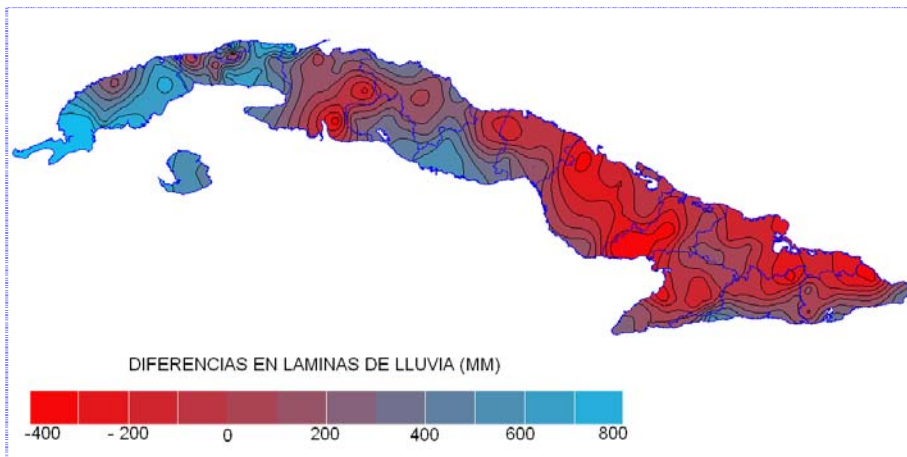 DIFERENCIAS EN LAMINAS DE LLUVIA (MM)
-400 - 200 0 200 400 600 800